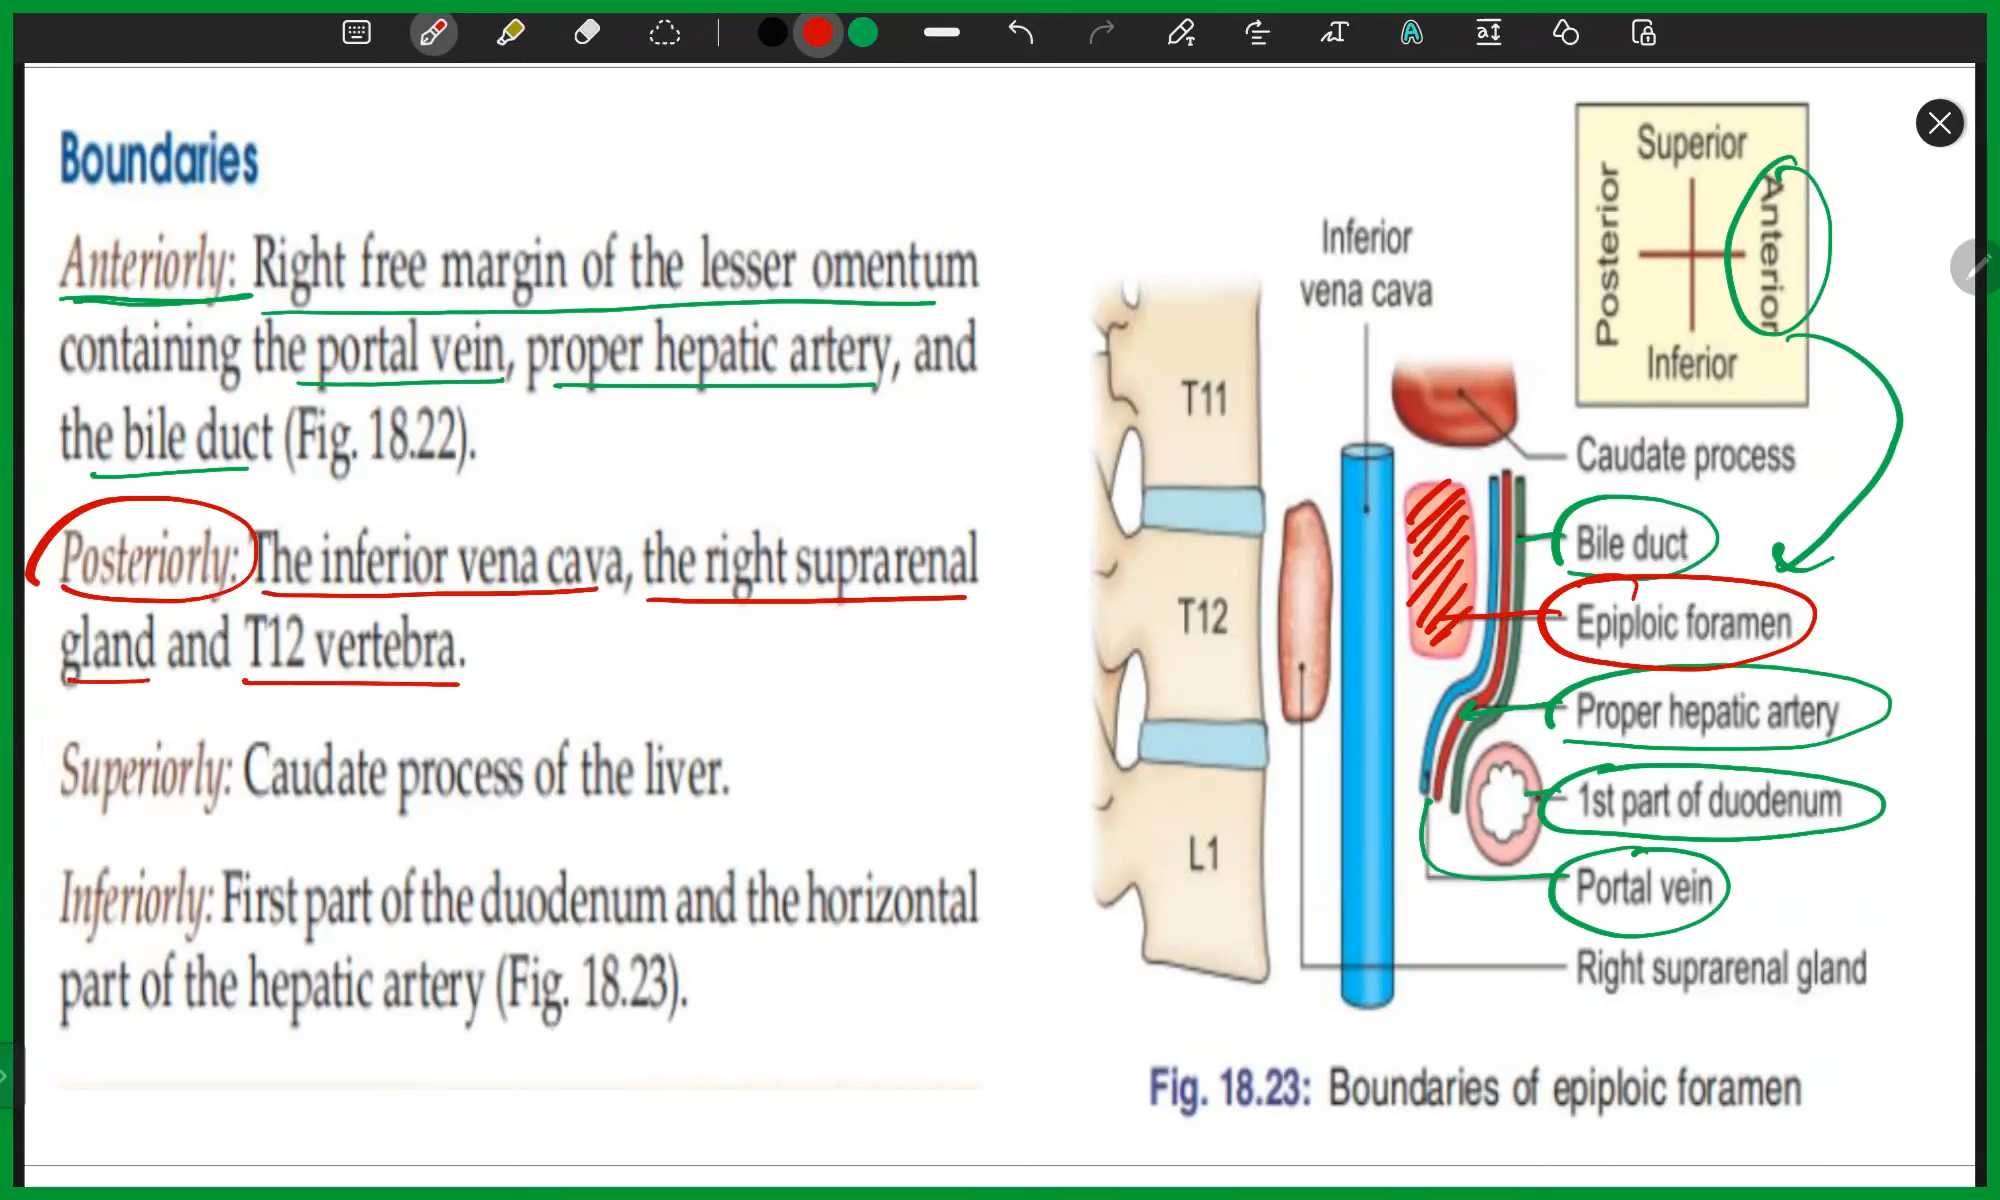 Boundaries
Anteriorly: Right free margin of the lesser omentum
containing the portal vein, proper hepatic artery, and
the bile duct (Fig. 18.22).
Posteriorly: The inferior vena cava, the right suprarenal
gland and T12 vertebra.
Superiorly: Caudate process of the liver.
Inferiorly: First part of the duodenum and the horizontal
part of the hepatic artery (Fig. 18.23).
Superior
Posterior
Anterior
Inferior
Inferior
vena cava
T11
T12
L1
Caudate process
Bile duct
Epiploic foramen
Proper hepatic artery
1st part of duodenum
Portal vein
Right suprarenal gland
Fig. 18.23: Boundaries of epiploic foramen